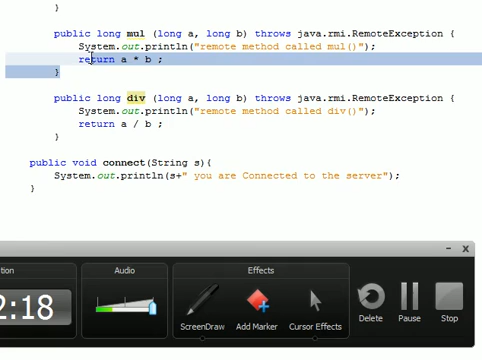 }
public long mul (long a, long b) throws java.rmi.RemoteException {
System.out.println("remote method called mul()");
return a * b ;
}
public long div (long a, long b) throws java.rmi.RemoteException {
System.out.println("remote method called div()");
return a / b ;
}
public void connect(String s){
System.out.println(s+" you are Connected to the server");
}
tion
Audio
Effects
2:18
ScreenDraw
Add Marker
Cursor Effects
Delete
Pause
Stop